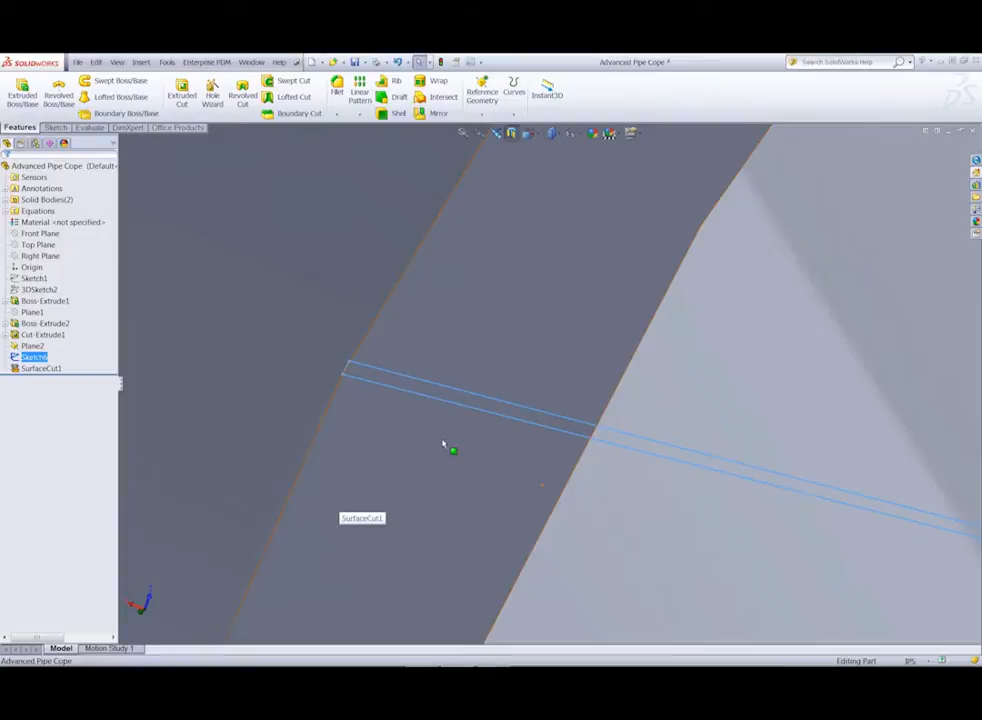 SOLIDWORKS File Edit View Insert Tools Enterprise PDM Window Help Advanced Pipe Cope * Search SolidWorks Help
Extruded Boss/Base Revolved Boss/Base Swept Boss/Base Lofted Boss/Base Boundary Boss/Base Extruded Cut Hole Wizard Revolved Cut Swept Cut Lofted Cut Boundary Cut Fillet Linear Pattern Rib Draft Shell Wrap Intersect Mirror Reference Geometry Curves Instant3D
Features Sketch Evaluate DimXpert Office Products
Advanced Pipe Cope (Default<
Sensors
Annotations
Solid Bodies(2)
Equations
Material <not specified>
Front Plane
Top Plane
Right Plane
Origin
Sketch1
3DSketch2
Boss-Extrude1
Plane1
Boss-Extrude2
Cut-Extrude1
Plane2
Sketch6
SurfaceCut1
SurfaceCut1
Model Motion Study 1
Advanced Pipe Cope Editing Part IPS